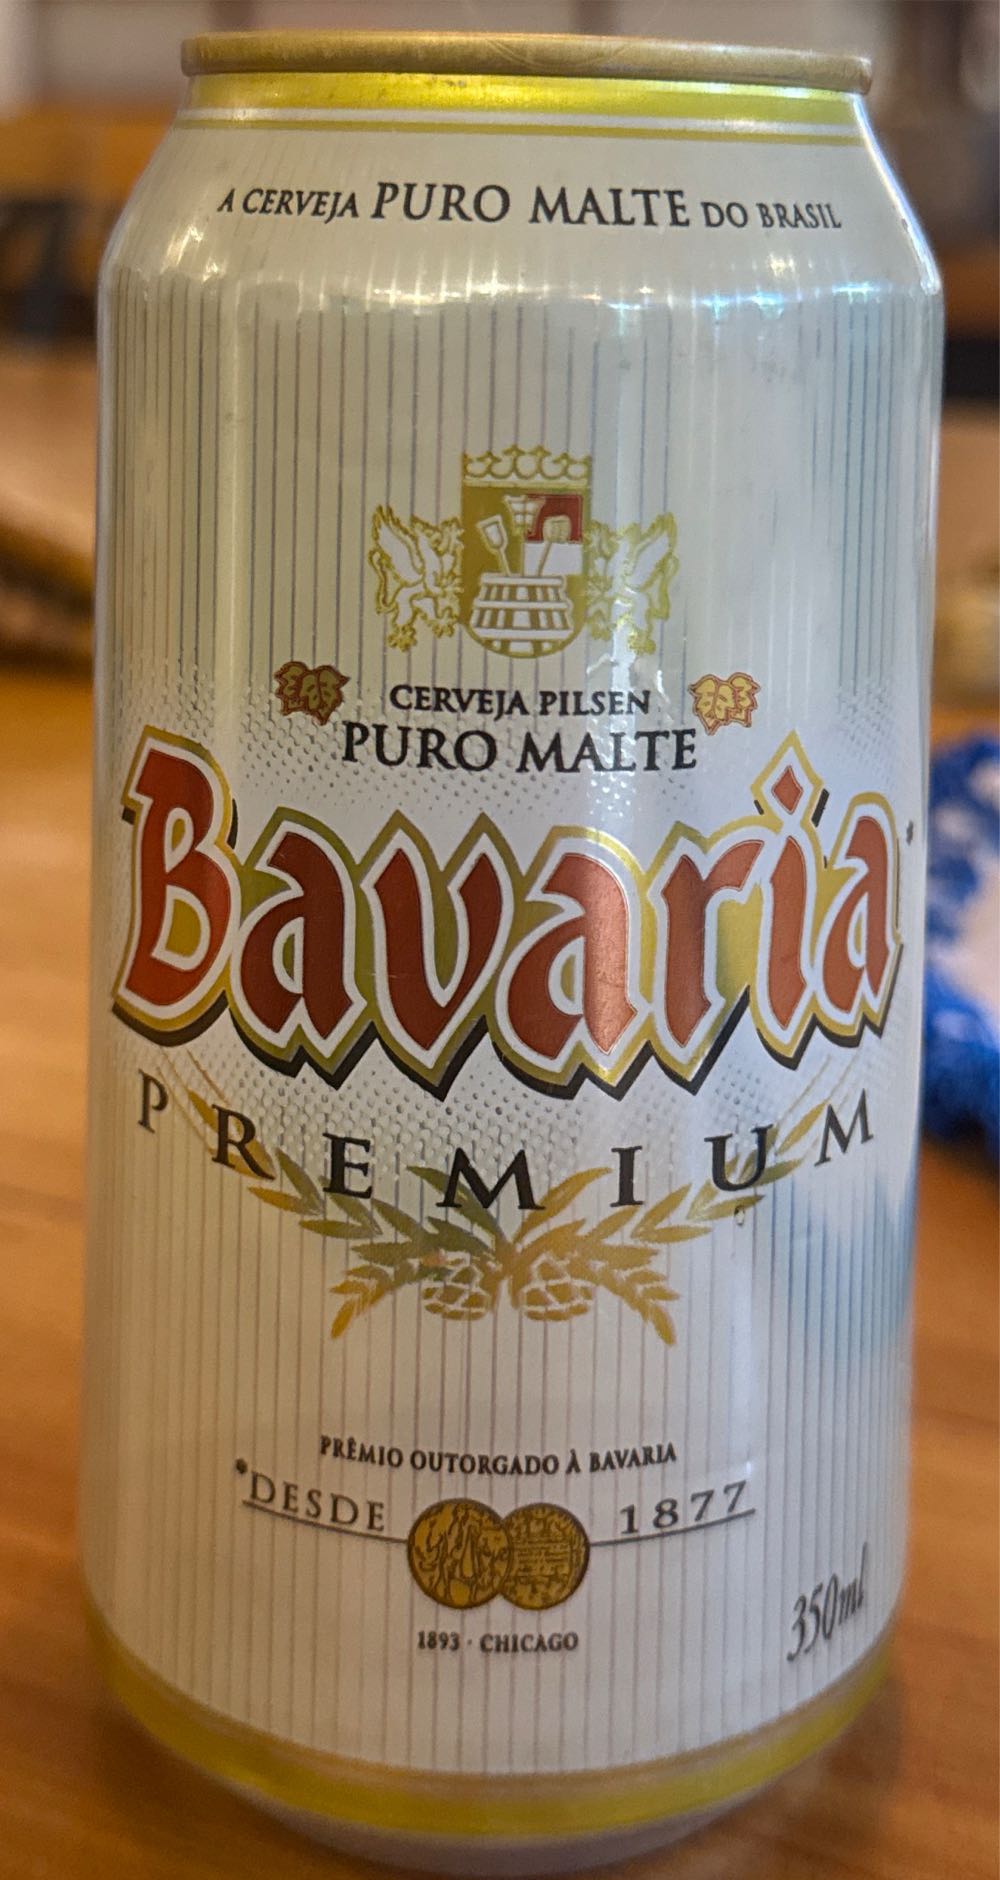 A CERVEJA PURO MALTE DO BRASIL
CERVEJA PILSEN
PURO MALTE
Bavaria*
PREMIUM
PRÊMIO OUTORGADO À BAVARIA
*DESDE 1877
1893 · CHICAGO
350ml